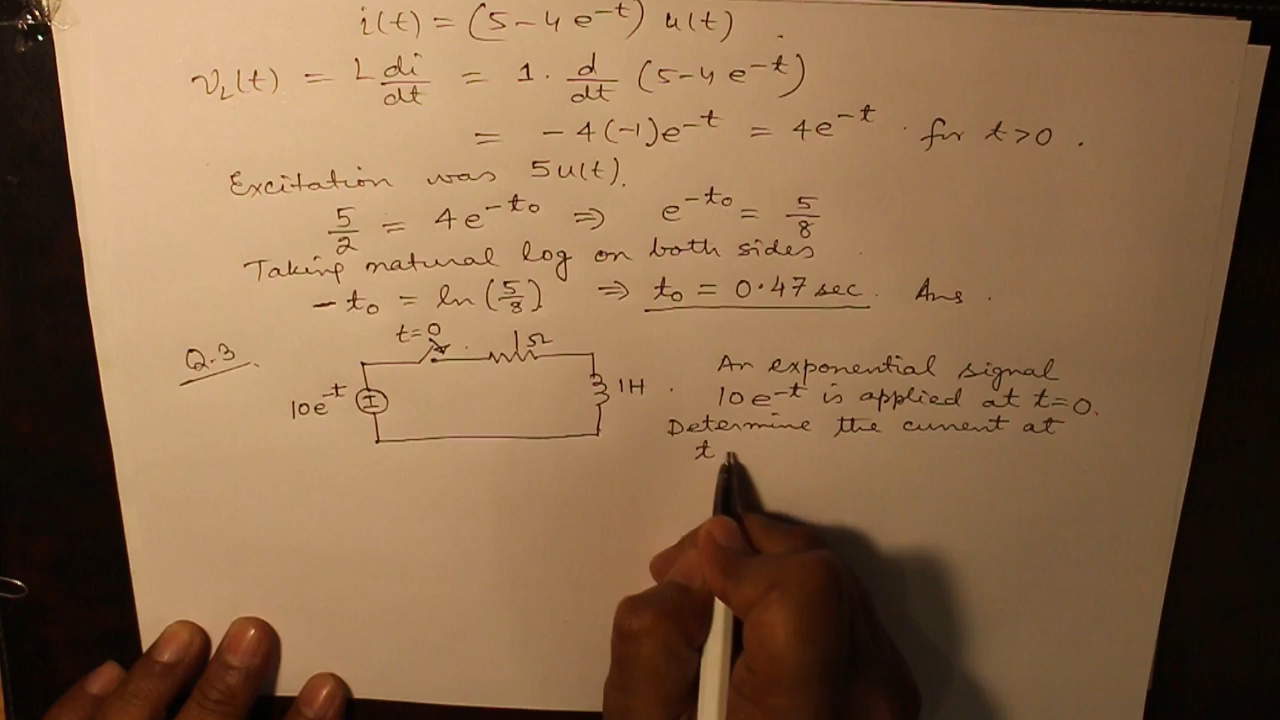 i(t) = (5-4e^-t) u(t)
v_L(t) = L di/dt = 1. d/dt (5-4e^-t)
= -4(-1)e^-t = 4e^-t . for t>0 .
Excitation was 5u(t).
5/2 = 4e^-t₀ ⇒ e^-t₀ = 5/8
Taking natural log on both sides
-t₀ = ln(5/8) ⇒ t₀ = 0.47 sec. Ans.
Q.3.
t=0
1Ω
10e^-t
1H
An exponential signal
10e^-t is applied at t=0.
Determine the current at
t